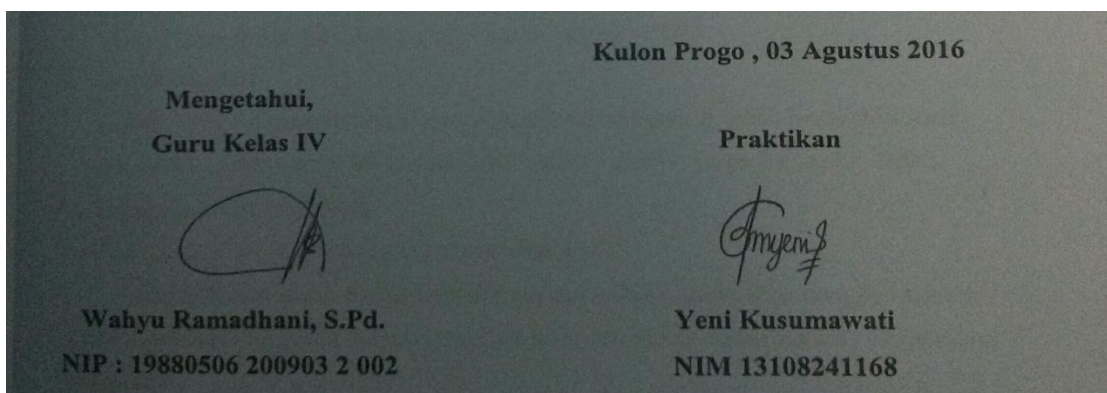 Kulon Progo , 03 Agustus 2016
Mengetahui,
Guru Kelas IV
Praktikan
Wahyu Ramadhani, S.Pd.
Yeni Kusumawati
NIP : 19880506 200903 2 002
NIM 13108241168